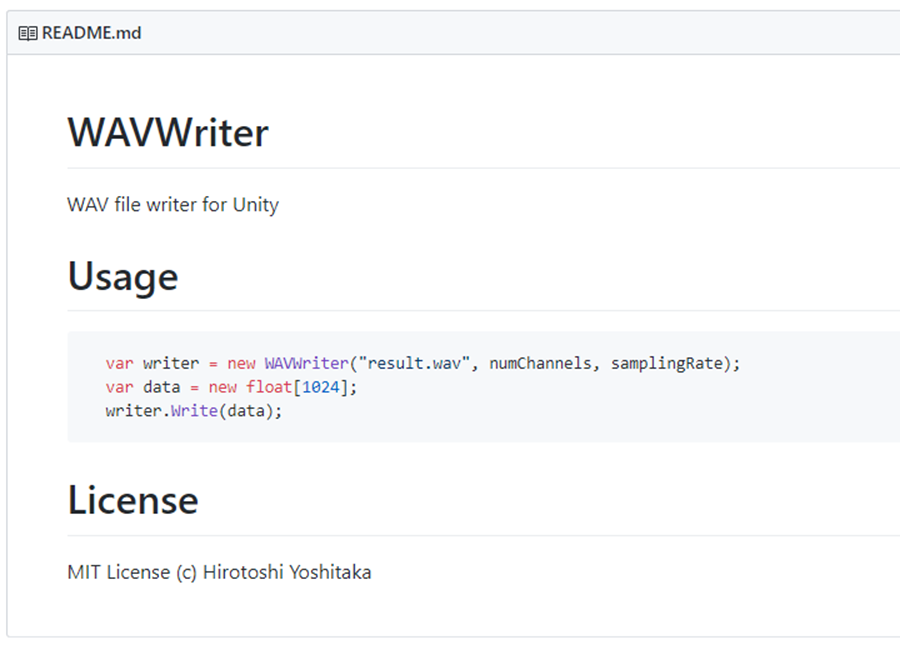 README.md
WAVWriter
WAV file writer for Unity
Usage
var writer = new WAVWriter("result.wav", numChannels, samplingRate);
var data = new float[1024];
writer.Write(data);
License
MIT License (c) Hirotoshi Yoshitaka